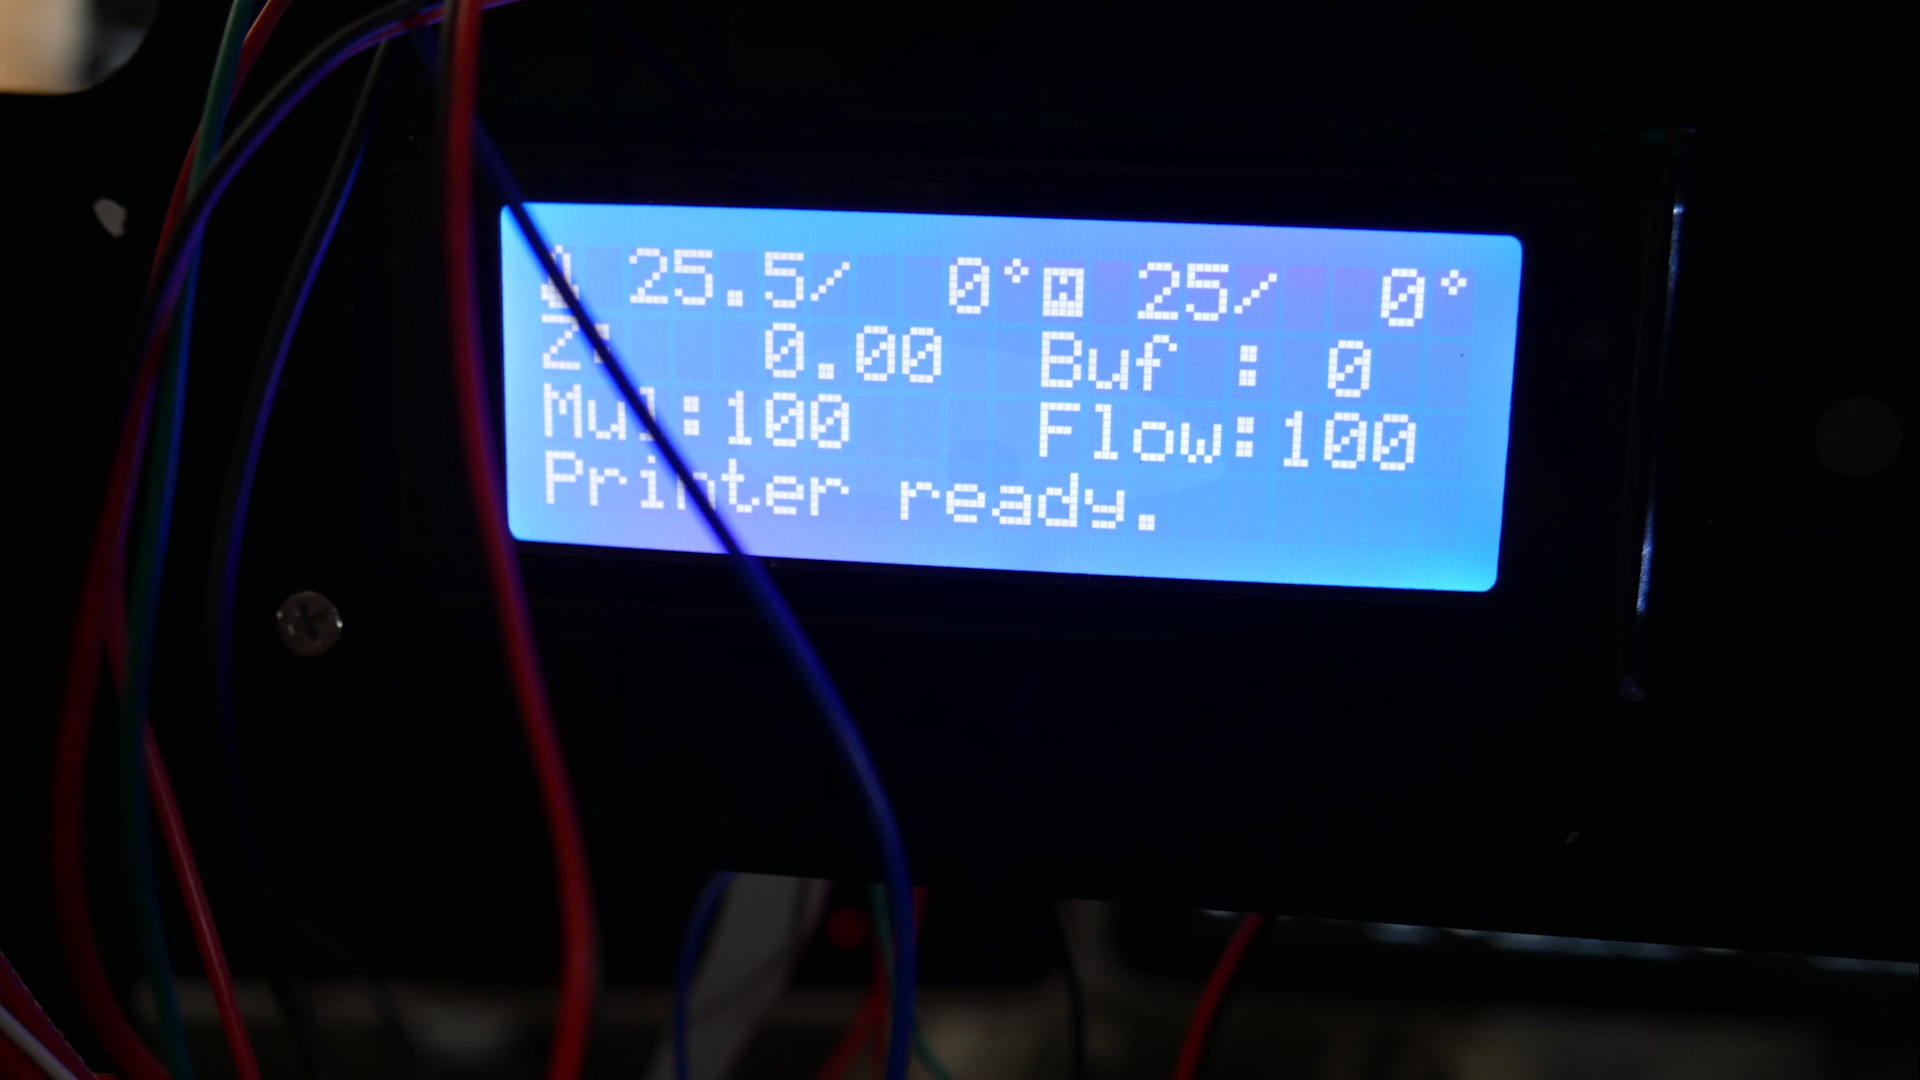 25.5/ 0° 25/ 0°
Z: 0.00 Buf : 0
Mul:100 Flow:100
Printer ready.